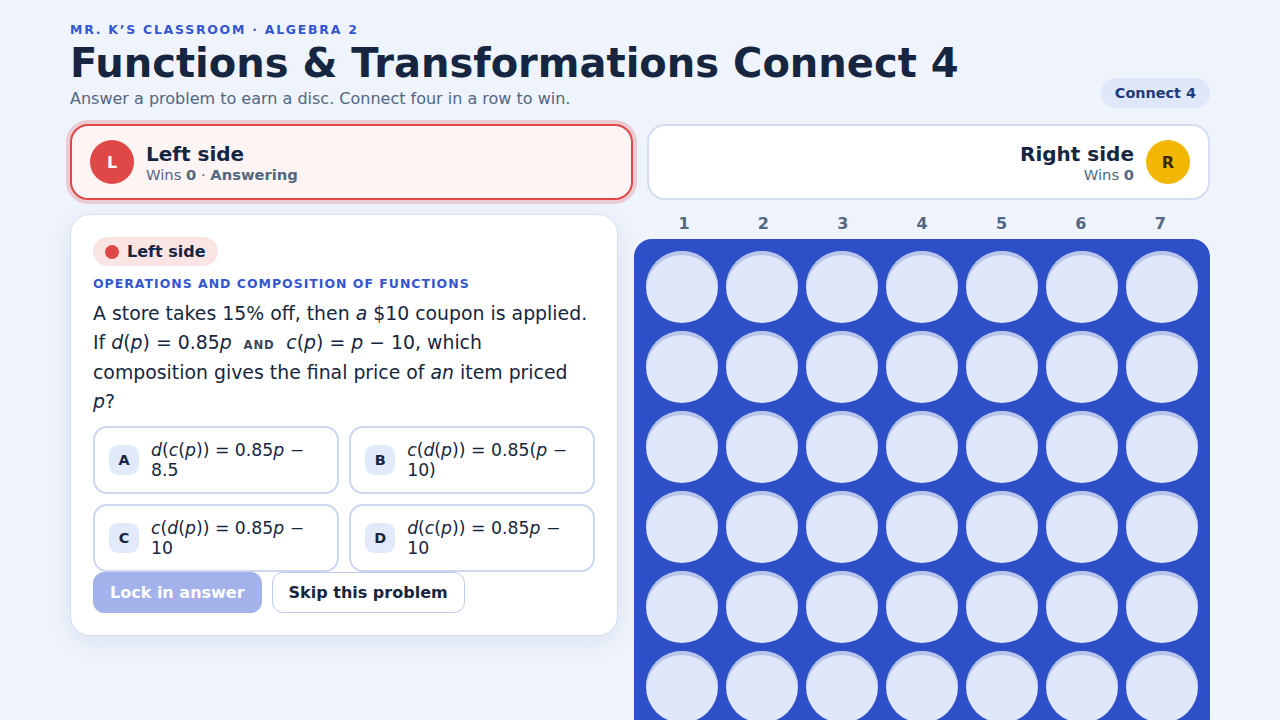 MR. K’S CLASSROOM · ALGEBRA 2
Functions & Transformations Connect 4
Answer a problem to earn a disc. Connect four in a row to win.
Connect 4
L
Left side
Wins 0 · Answering
Right side
Wins 0
R
Left side
OPERATIONS AND COMPOSITION OF FUNCTIONS
A store takes 15% off, then a $10 coupon is applied.
If d(p) = 0.85p AND c(p) = p − 10, which
composition gives the final price of an item priced
p?
A
d(c(p)) = 0.85p −
8.5
B
c(d(p)) = 0.85(p −
10)
C
c(d(p)) = 0.85p −
10
D
d(c(p)) = 0.85p −
10
Lock in answer
Skip this problem
1 2 3 4 5 6 7